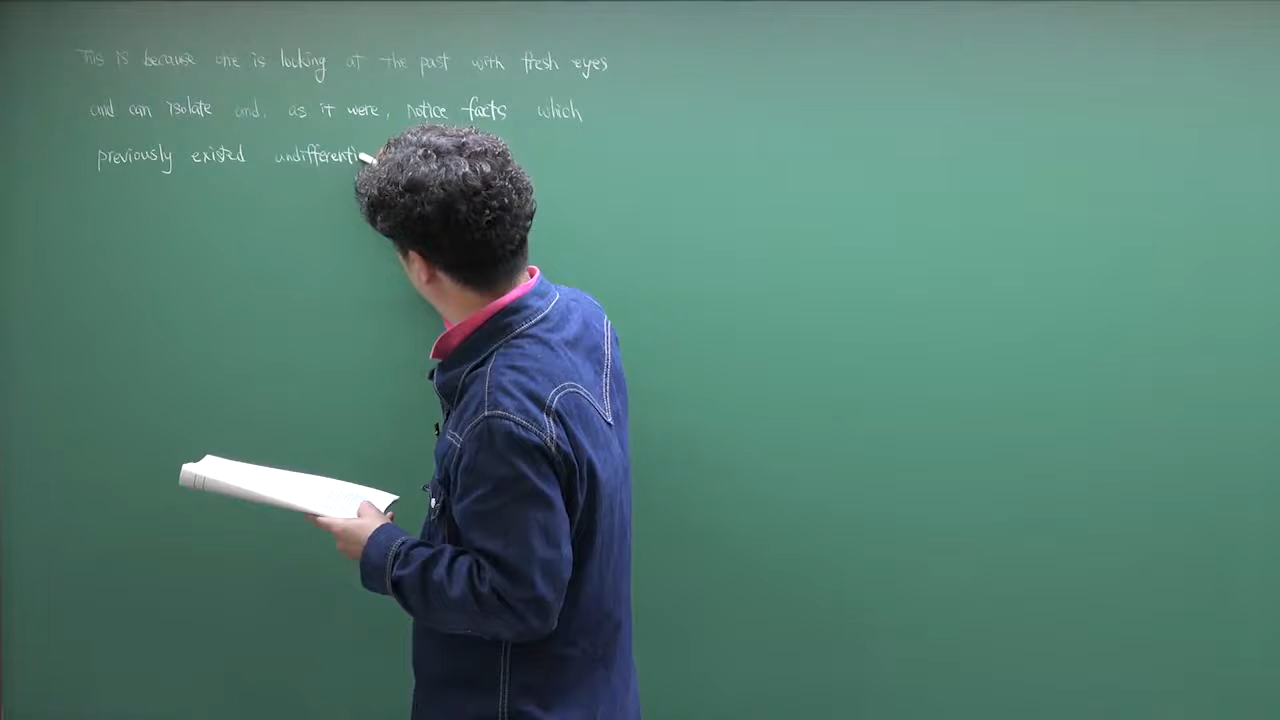 This is because one is looking at the past with fresh eyes
and can isolate and, as it were, notice facts which
previously existed undifferenti